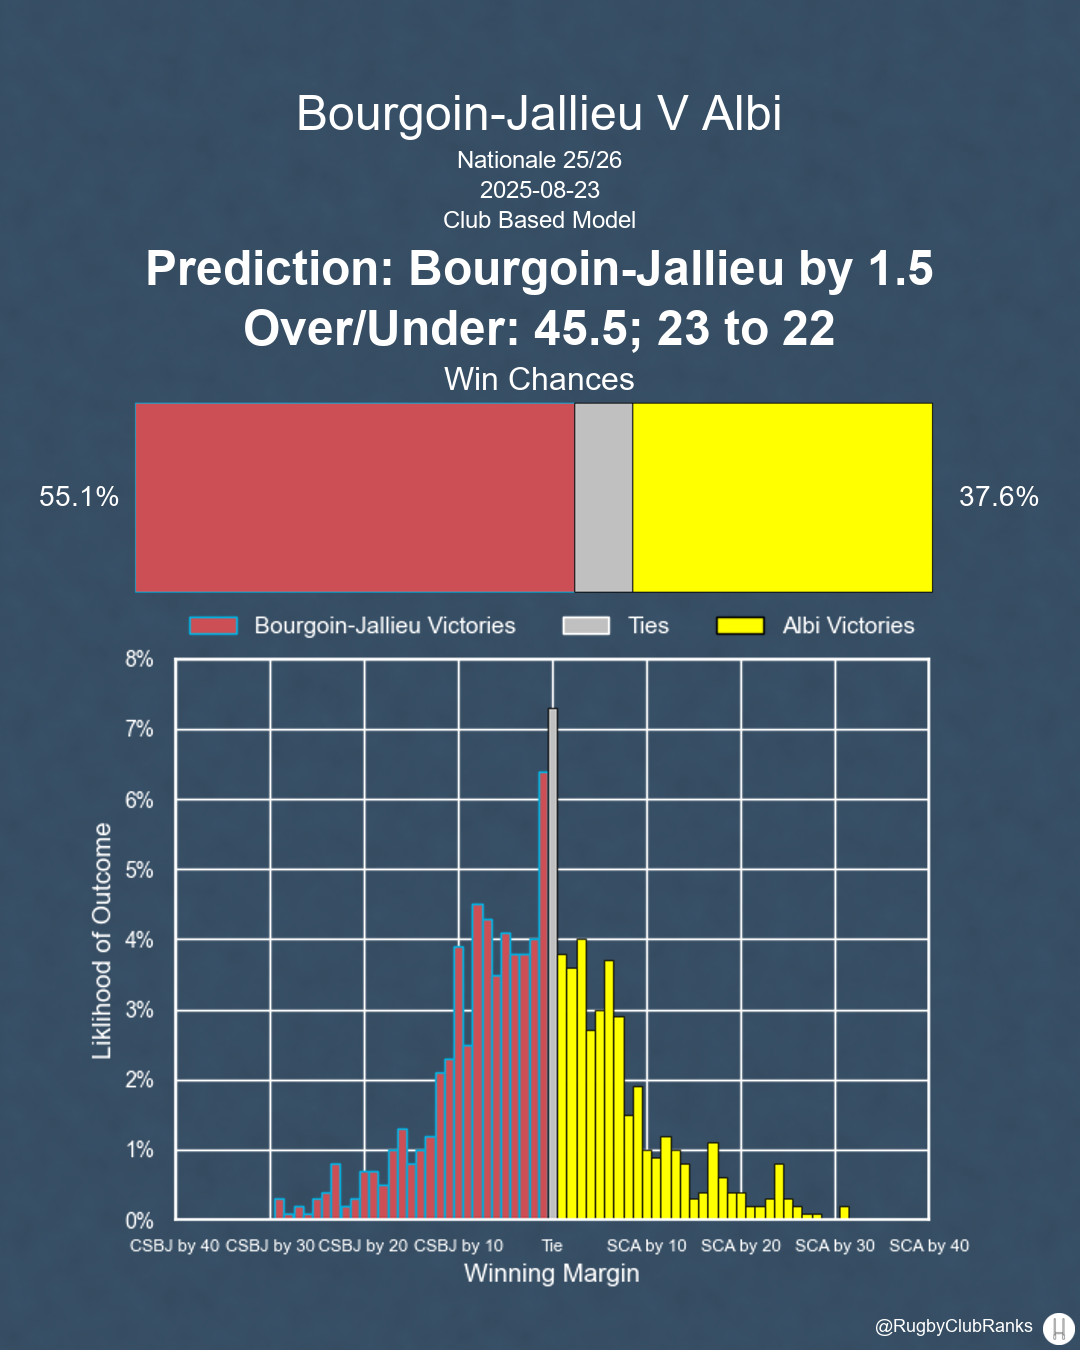 Bourgoin-Jallieu V Albi
Nationale 25/26
2025-08-23
Club Based Model
Prediction: Bourgoin-Jallieu by 1.5
Over/Under: 45.5; 23 to 22
Win Chances
55.1%
37.6%
Bourgoin-Jallieu Victories
Ties
Albi Victories
8%
7%
6%
5%
4%
3%
2%
1%
0%
Liklihood of Outcome
CSBJ by 40 CSBJ by 30 CSBJ by 20 CSBJ by 10 Tie SCA by 10 SCA by 20 SCA by 30 SCA by 40
Winning Margin
@RugbyClubRanks